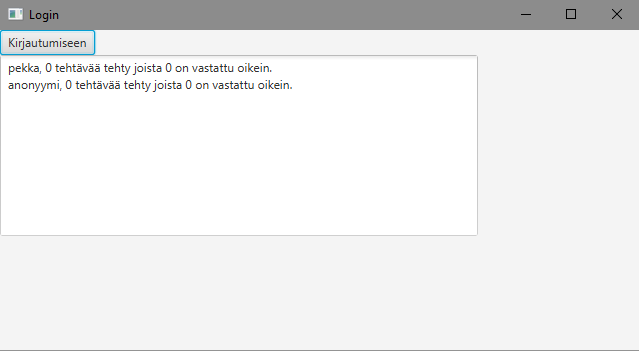 Login
Kirjautumiseen
pekka, 0 tehtävää tehty joista 0 on vastattu oikein.
anonyymi, 0 tehtävää tehty joista 0 on vastattu oikein.